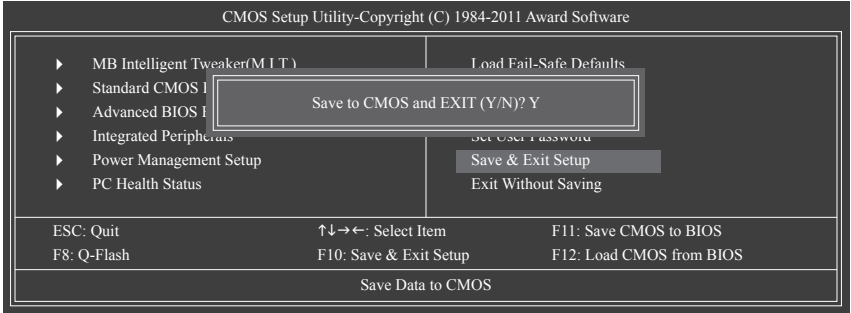 CMOS Setup Utility-Copyright (C) 1984-2011 Award Software
MB Intelligent Tweaker(M.I.T.)
Standard CMOS
Advanced BIOS
Integrated Peripherals
Power Management Setup
PC Health Status
Load Fail-Safe Defaults
Set User Password
Save & Exit Setup
Exit Without Saving
Save to CMOS and EXIT (Y/N)? Y
ESC: Quit
↑↓→←: Select Item
F11: Save CMOS to BIOS
F8: Q-Flash
F10: Save & Exit Setup
F12: Load CMOS from BIOS
Save Data to CMOS